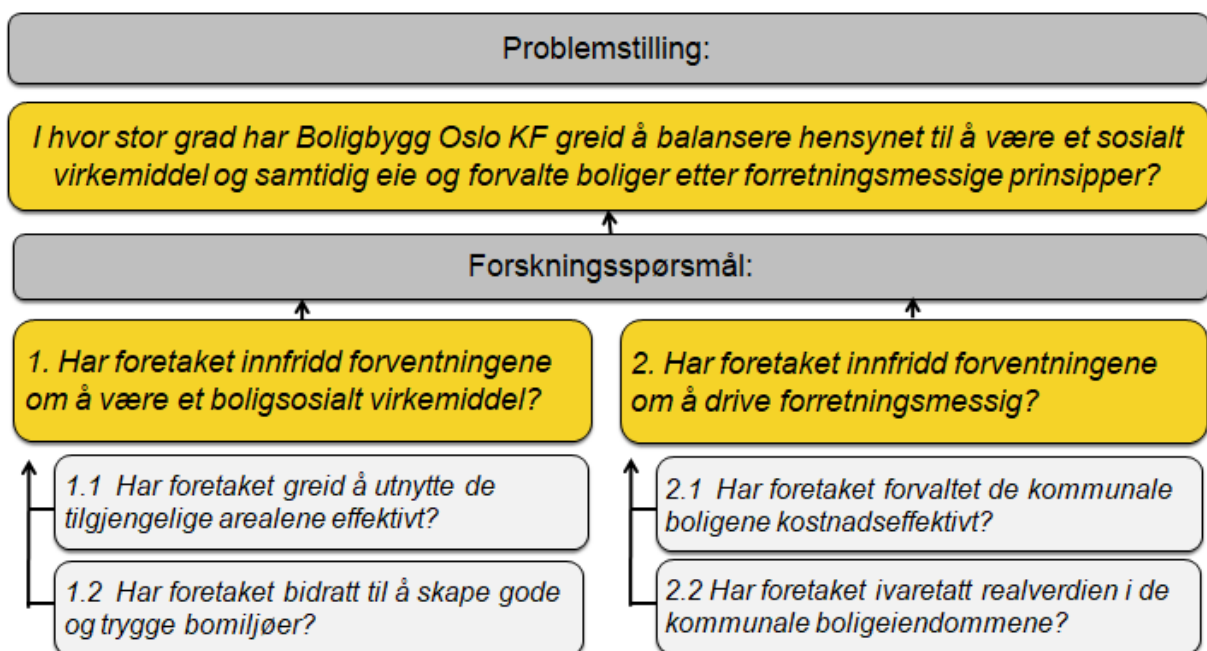 Problemstilling:
I hvor stor grad har Boligbygg Oslo KF greid å balansere hensynet til å være et sosialt
virkemiddel og samtidig eie og forvalte boliger etter forretningsmessige prinsipper?
Forskningsspørsmål:
1. Har foretaket innfridd forventningene
om å være et boligsosialt virkemiddel?
1.1 Har foretaket greid å utnytte de
tilgjengelige arealene effektivt?
1.2 Har foretaket bidratt til å skape gode
og trygge bomiljøer?
2. Har foretaket innfridd forventningene
om å drive forretningsmessig?
2.1 Har foretaket forvaltet de kommunale
boligene kostnadseffektivt?
2.2 Har foretaket ivaretatt realverdien i de
kommunale boligeiendommene?